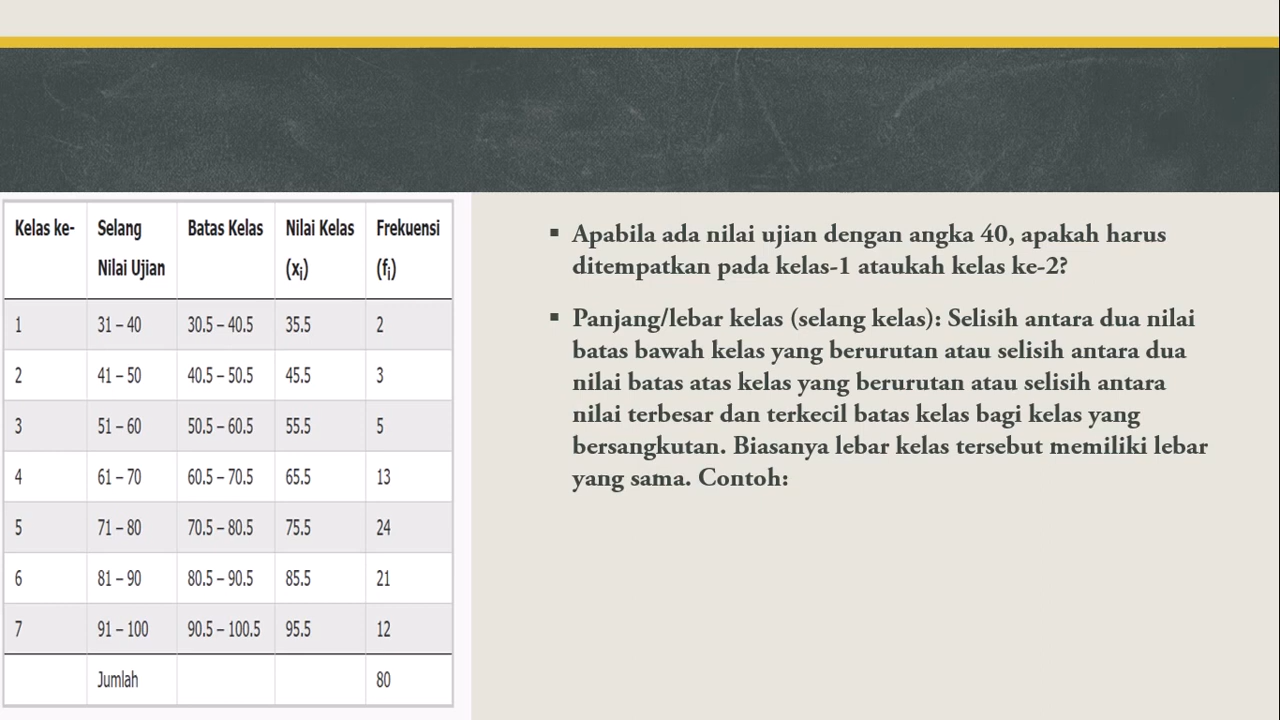 Kelas ke- Selang Nilai Ujian Batas Kelas Nilai Kelas (xi) Frekuensi (fi)
1 31 – 40 30.5 – 40.5 35.5 2
2 41 – 50 40.5 – 50.5 45.5 3
3 51 – 60 50.5 – 60.5 55.5 5
4 61 – 70 60.5 – 70.5 65.5 13
5 71 – 80 70.5 – 80.5 75.5 24
6 81 – 90 80.5 – 90.5 85.5 21
7 91 – 100 90.5 – 100.5 95.5 12
Jumlah 80
▪ Apabila ada nilai ujian dengan angka 40, apakah harus
ditempatkan pada kelas-1 ataukah kelas ke-2?
▪ Panjang/lebar kelas (selang kelas): Selisih antara dua nilai
batas bawah kelas yang berurutan atau selisih antara dua
nilai batas atas kelas yang berurutan atau selisih antara
nilai terbesar dan terkecil batas kelas bagi kelas yang
bersangkutan. Biasanya lebar kelas tersebut memiliki lebar
yang sama. Contoh: